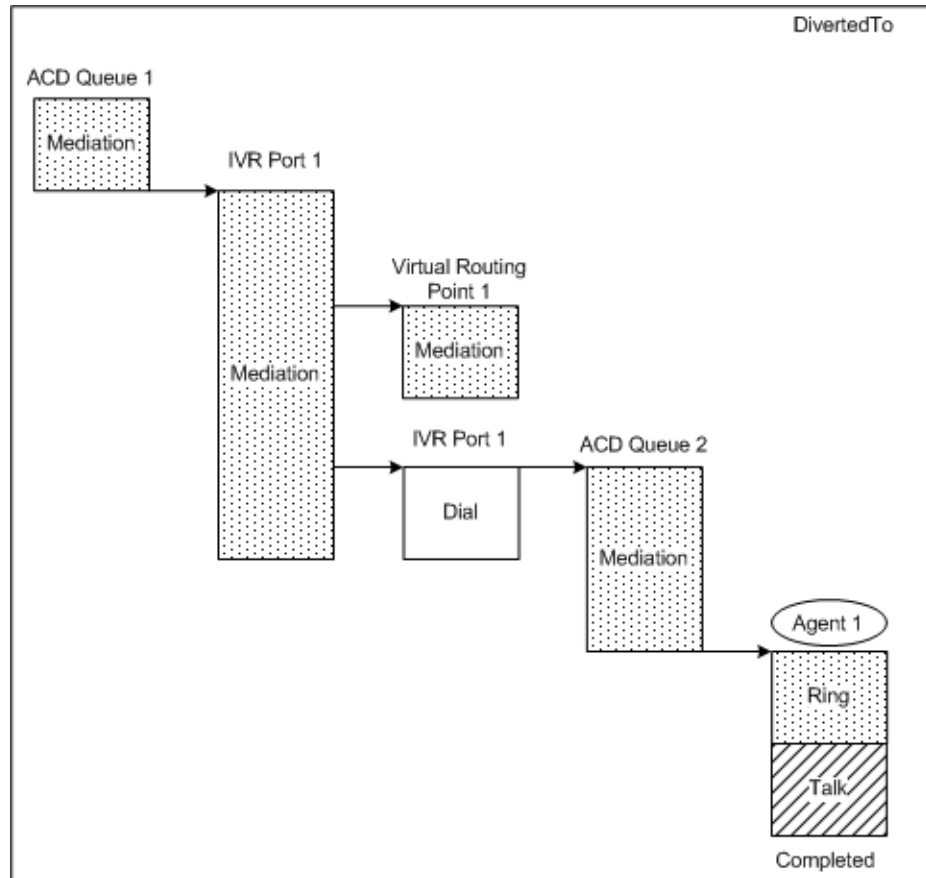 DivertedTo
ACD Queue 1
Mediation
IVR Port 1
Mediation
Virtual Routing
Point 1
Mediation
IVR Port 1
Dial
ACD Queue 2
Mediation
Agent 1
Ring
Talk
Completed